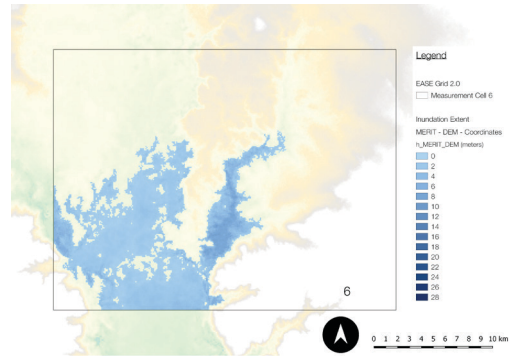 Legend
EASE Grid 2.0
Measurement Cell 6
Inundation Extent
MERIT - DEM - Coordinates
h_MERIT_DEM (meters)
0
2
4
6
8
10
12
14
16
18
20
22
24
26
28
6
0 1 2 3 4 5 6 7 8 9 10 km